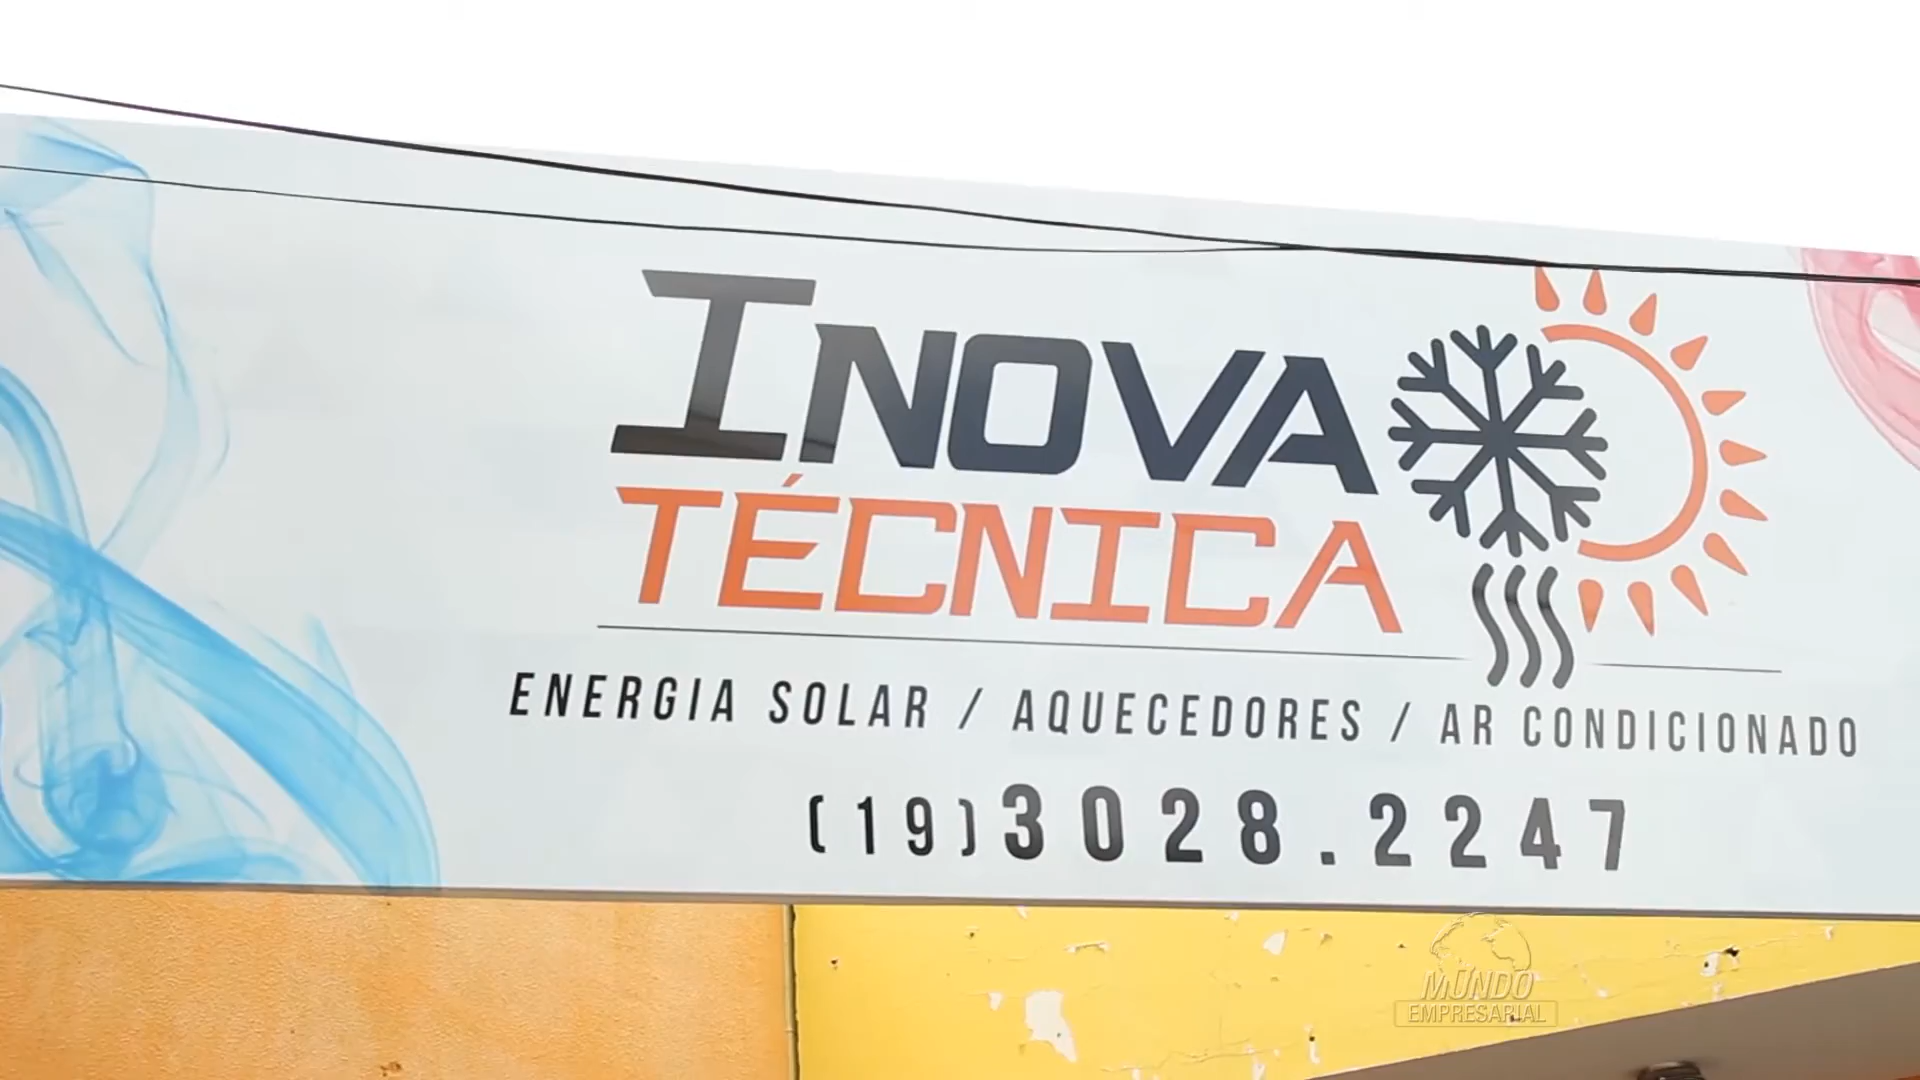 INOVA
TÉCNICA
ENERGIA SOLAR / AQUECEDORES / AR CONDICIONADO
(19)3028.2247
MUNDO
EMPRESARIAL